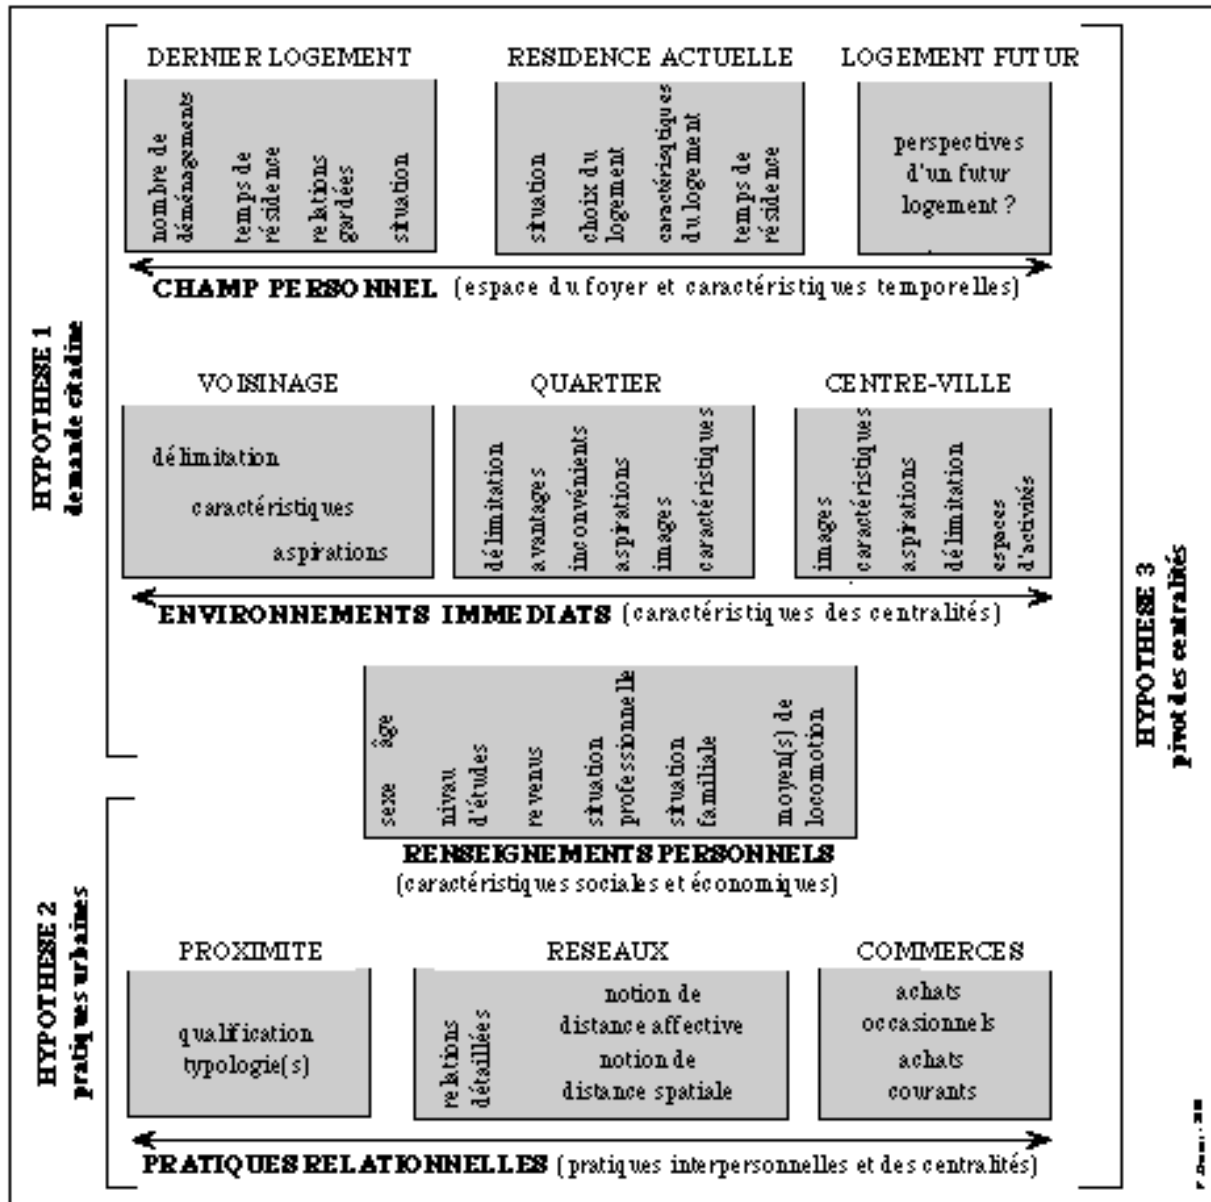 DERNIER LOGEMENT
nombre de
déménagements
temps de
résidence
relations
gardées
situation
RESIDENCE ACTUELLE
situation
choix du
logement
caractérisqtiques
du logement
temps de
résidence
LOGEMENT FUTUR
perspectives
d'un futur
logement ?
CHAMP PERSONNEL (espace du foyer et caractéristiques temporelles)
HYPOTHESE 1
demande citadine
VOISINAGE
délimitation
caractéristiques
aspirations
QUARTIER
délimitation
avantages
inconvénients
aspirations
images
caractéristiques
CENTRE-VILLE
images
caractéristiques
aspirations
délimitation
espaces
d'activités
ENVIRONNEMENTS IMMEDIATS (caractéristiques des centralités)
HYPOTHESE 3
pivot des centralités
sexe âge
nivau
d'études
revenus
situation
professionnelle
situation
familiale
moyen(s) de
locomotion
RENSEIGNEMENTS PERSONNELS
(caractéristiques sociales et économiques)
HYPOTHESE 2
pratiques urbaines
PROXIMITE
qualification
typologie(s)
RESEAUX
relations
détaillées
notion de
distance affective
notion de
distance spatiale
COMMERCES
achats
occasionnels
achats
courants
PRATIQUES RELATIONNELLES (pratiques interpersonnelles et des centralités)